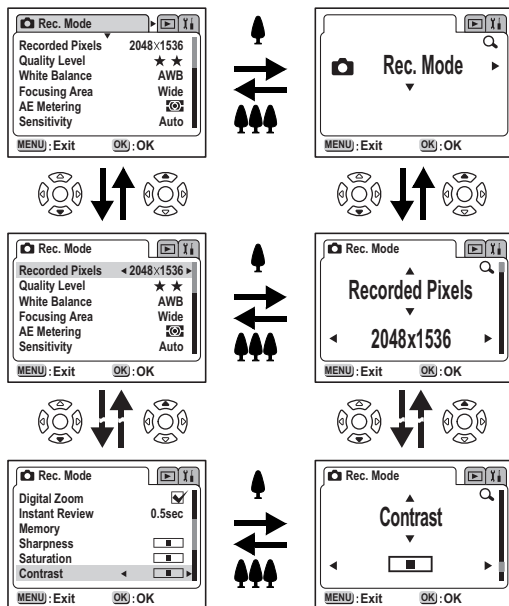 Rec. Mode
Recorded Pixels 2048x1536
Quality Level ★ ★
White Balance AWB
Focusing Area Wide
AE Metering
Sensitivity Auto
MENU : Exit OK : OK
Rec. Mode
MENU : Exit OK : OK
Rec. Mode
Recorded Pixels 2048x1536
Quality Level ★ ★
White Balance AWB
Focusing Area Wide
AE Metering
Sensitivity Auto
MENU : Exit OK : OK
Rec. Mode
Recorded Pixels
2048x1536
MENU : Exit OK : OK
Rec. Mode
Digital Zoom
Instant Review 0.5sec
Memory
Sharpness
Saturation
Contrast
MENU : Exit OK : OK
Rec. Mode
Contrast
MENU : Exit OK : OK